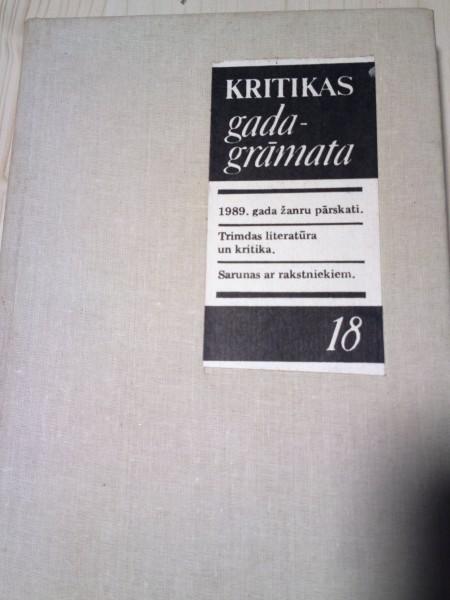 KRITIKAS
gada-
grāmata
1989. gada žanru pārskati.
Trimdas literatūra
un kritika.
Sarunas ar rakstniekiem.
18